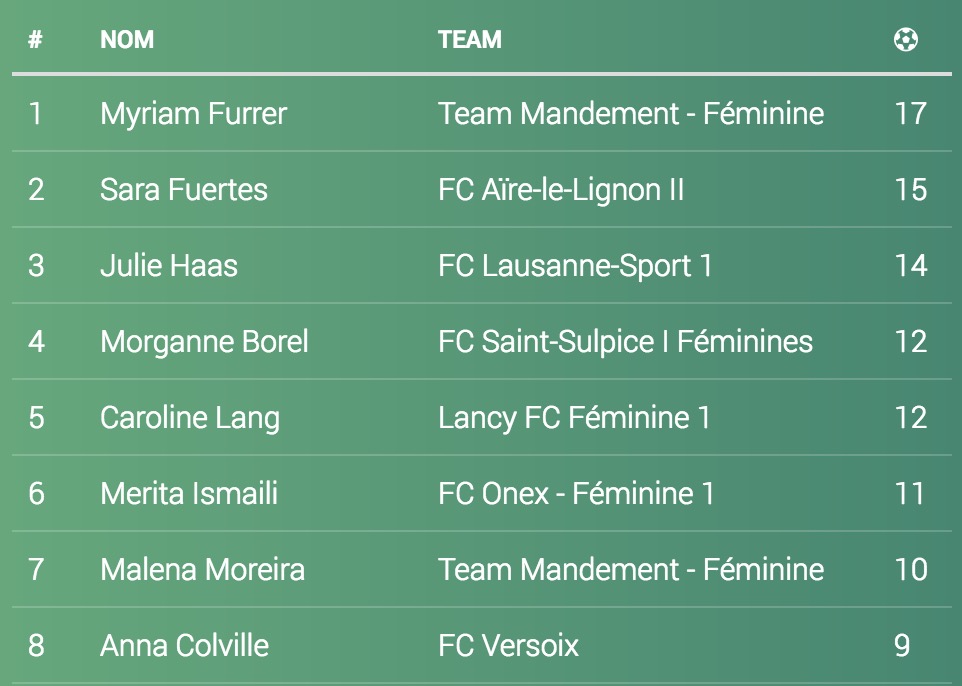 # NOM TEAM
1 Myriam Furrer Team Mandement - Féminine 17
2 Sara Fuertes FC Aïre-le-Lignon II 15
3 Julie Haas FC Lausanne-Sport 1 14
4 Morganne Borel FC Saint-Sulpice I Féminines 12
5 Caroline Lang Lancy FC Féminine 1 12
6 Merita Ismaili FC Onex - Féminine 1 11
7 Malena Moreira Team Mandement - Féminine 10
8 Anna Colville FC Versoix 9